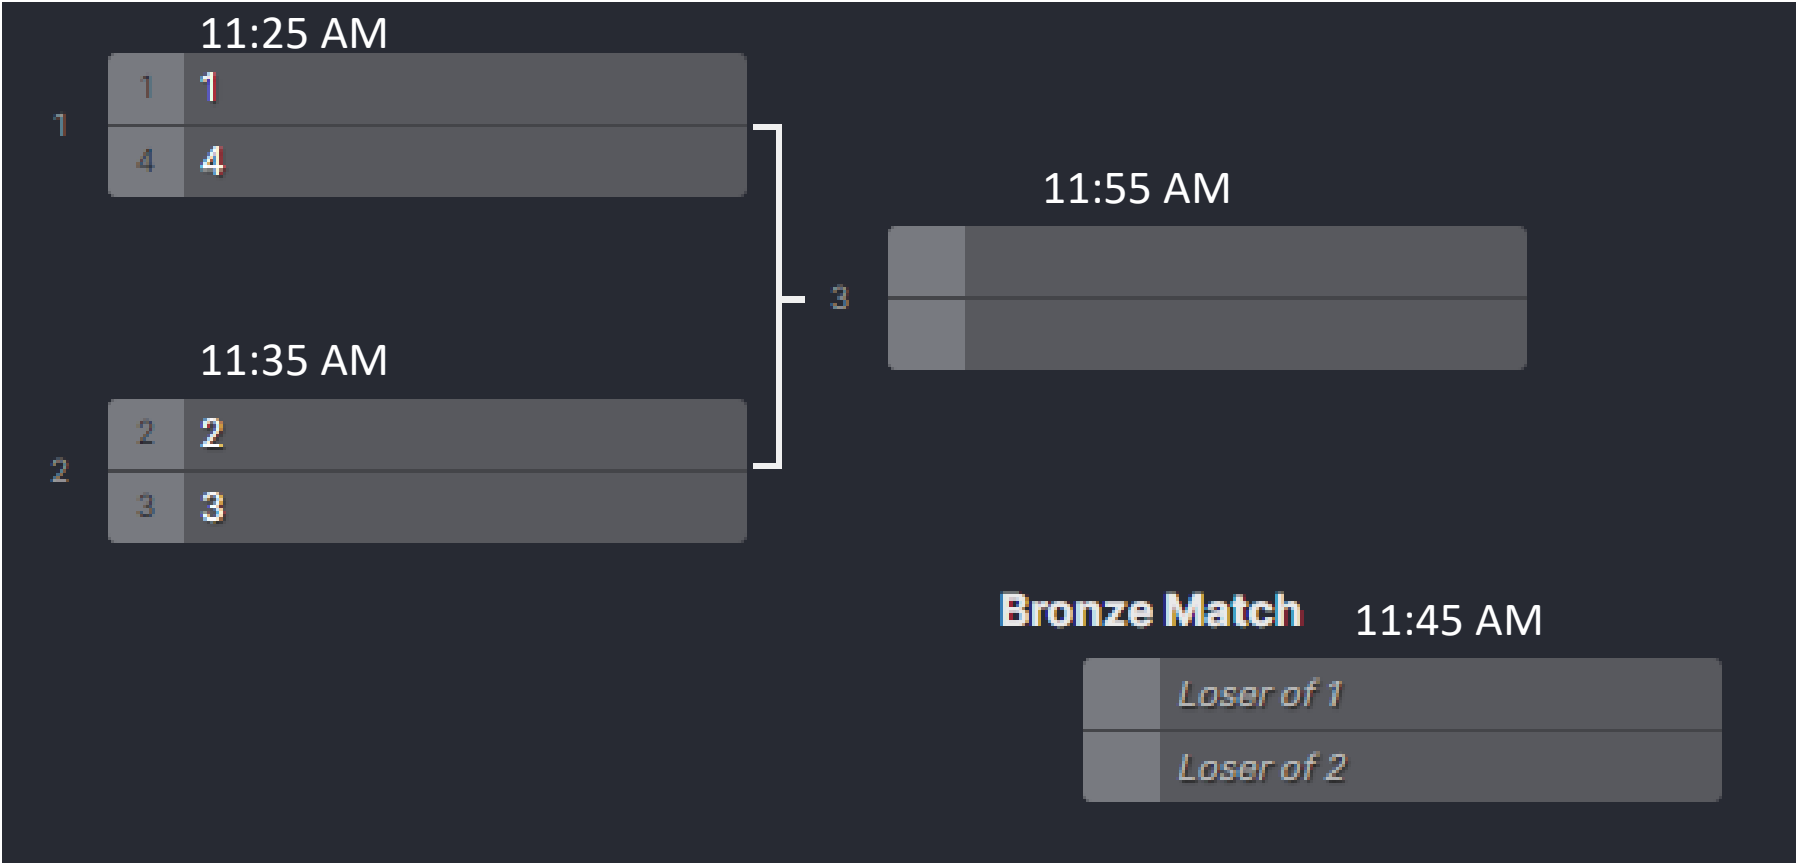 11:25 AM
1 1
1
4 4
11:55 AM
3
11:35 AM
2 2
2
3 3
Bronze Match 11:45 AM
Loser of 1
Loser of 2